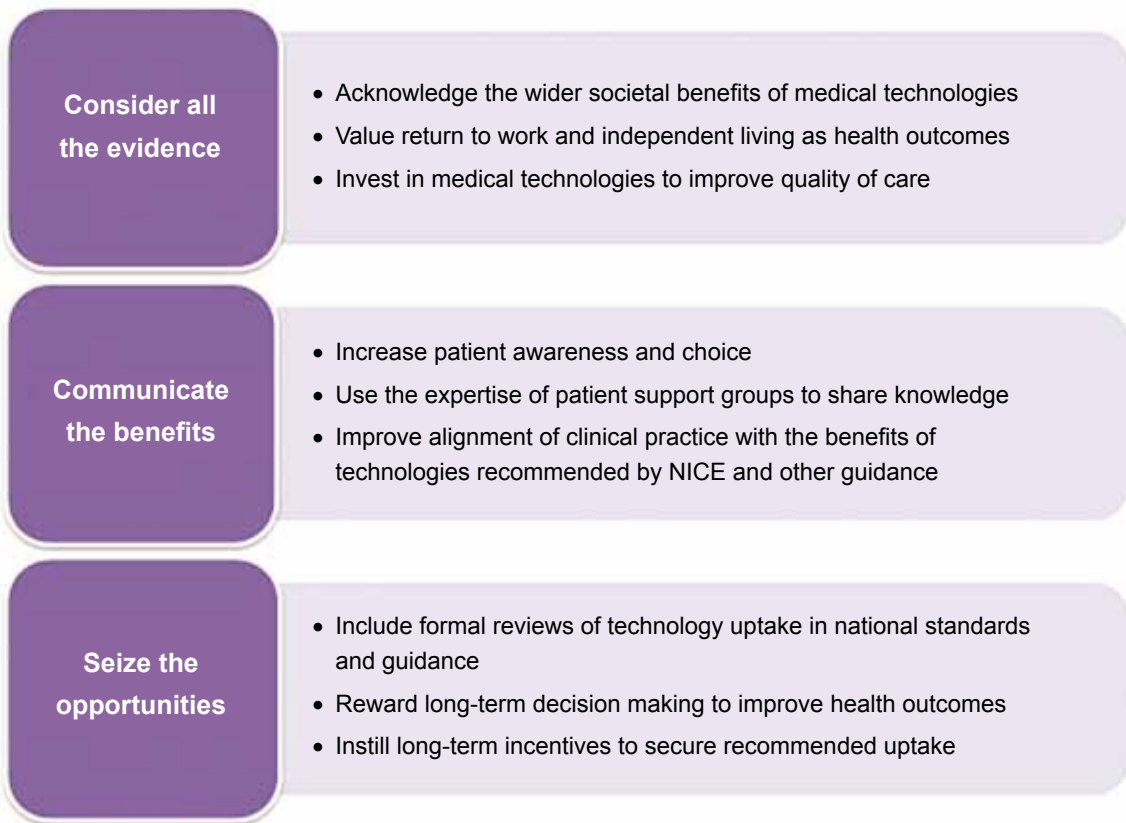 Consider all
the evidence
• Acknowledge the wider societal benefits of medical technologies
• Value return to work and independent living as health outcomes
• Invest in medical technologies to improve quality of care
Communicate
the benefits
• Increase patient awareness and choice
• Use the expertise of patient support groups to share knowledge
• Improve alignment of clinical practice with the benefits of
technologies recommended by NICE and other guidance
Seize the
opportunities
• Include formal reviews of technology uptake in national standards
and guidance
• Reward long-term decision making to improve health outcomes
• Instill long-term incentives to secure recommended uptake